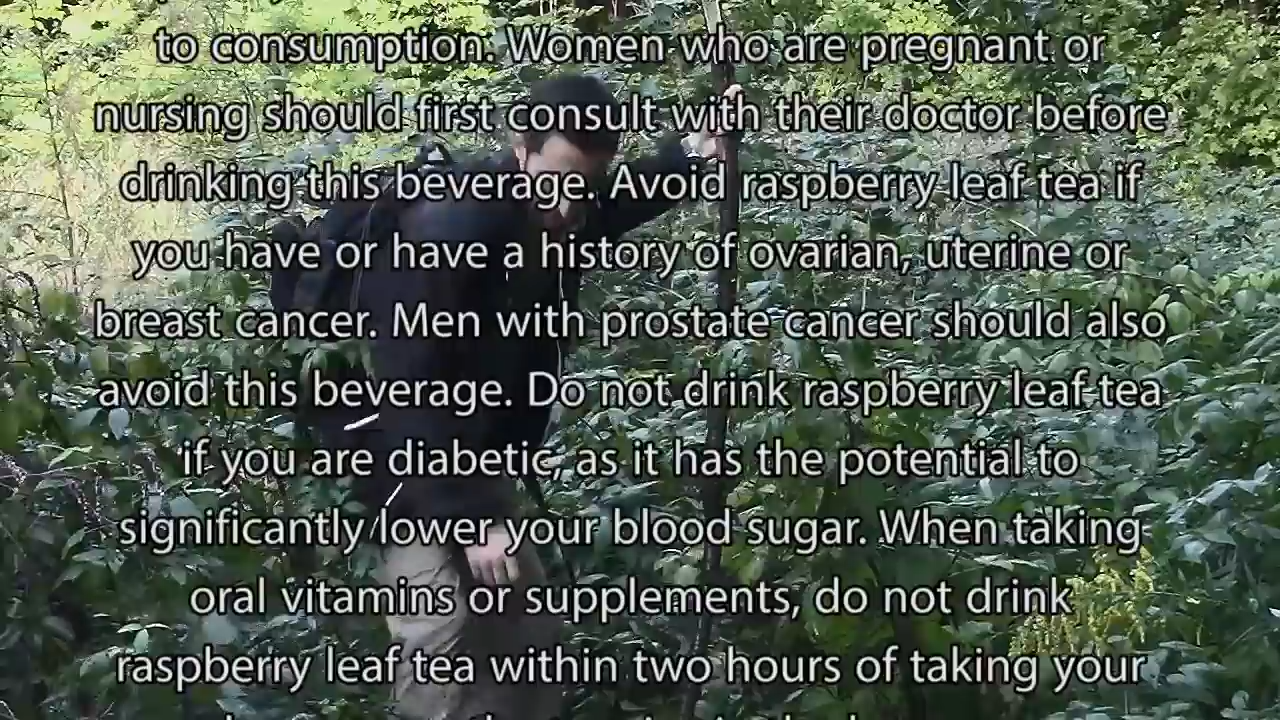 to consumption. Women who are pregnant or
nursing should first consult with their doctor before
drinking this beverage. Avoid raspberry leaf tea if
you have or have a history of ovarian, uterine or
breast cancer. Men with prostate cancer should also
avoid this beverage. Do not drink raspberry leaf tea
if you are diabetic, as it has the potential to
significantly lower your blood sugar. When taking
oral vitamins or supplements, do not drink
raspberry leaf tea within two hours of taking your